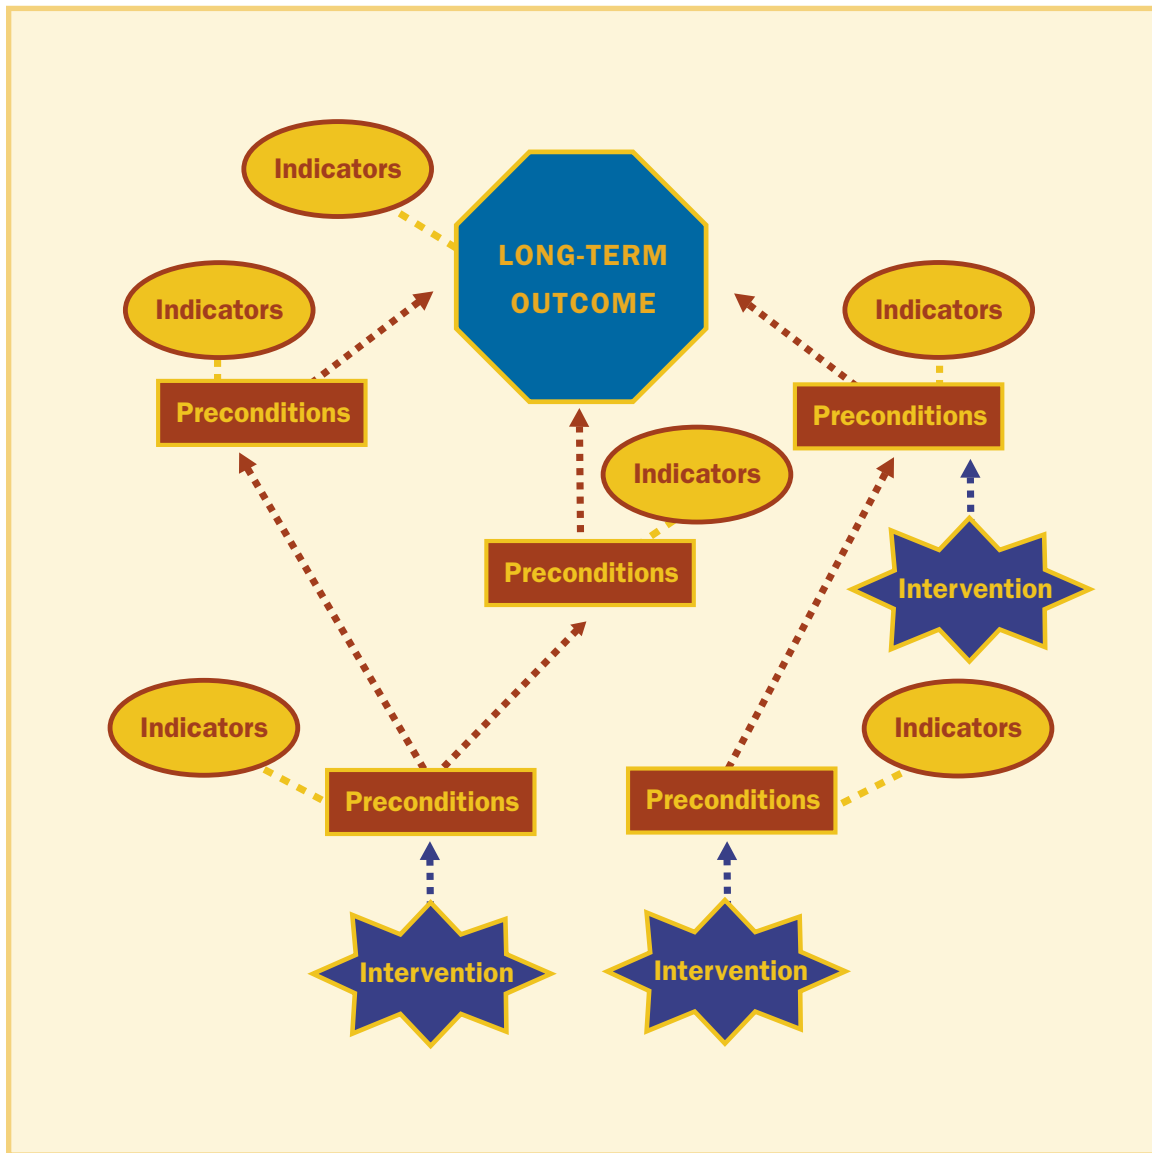 Indicators
LONG-TERM
OUTCOME
Indicators
Indicators
Preconditions
Preconditions
Indicators
Preconditions
Intervention
Indicators
Indicators
Preconditions
Preconditions
Intervention
Intervention